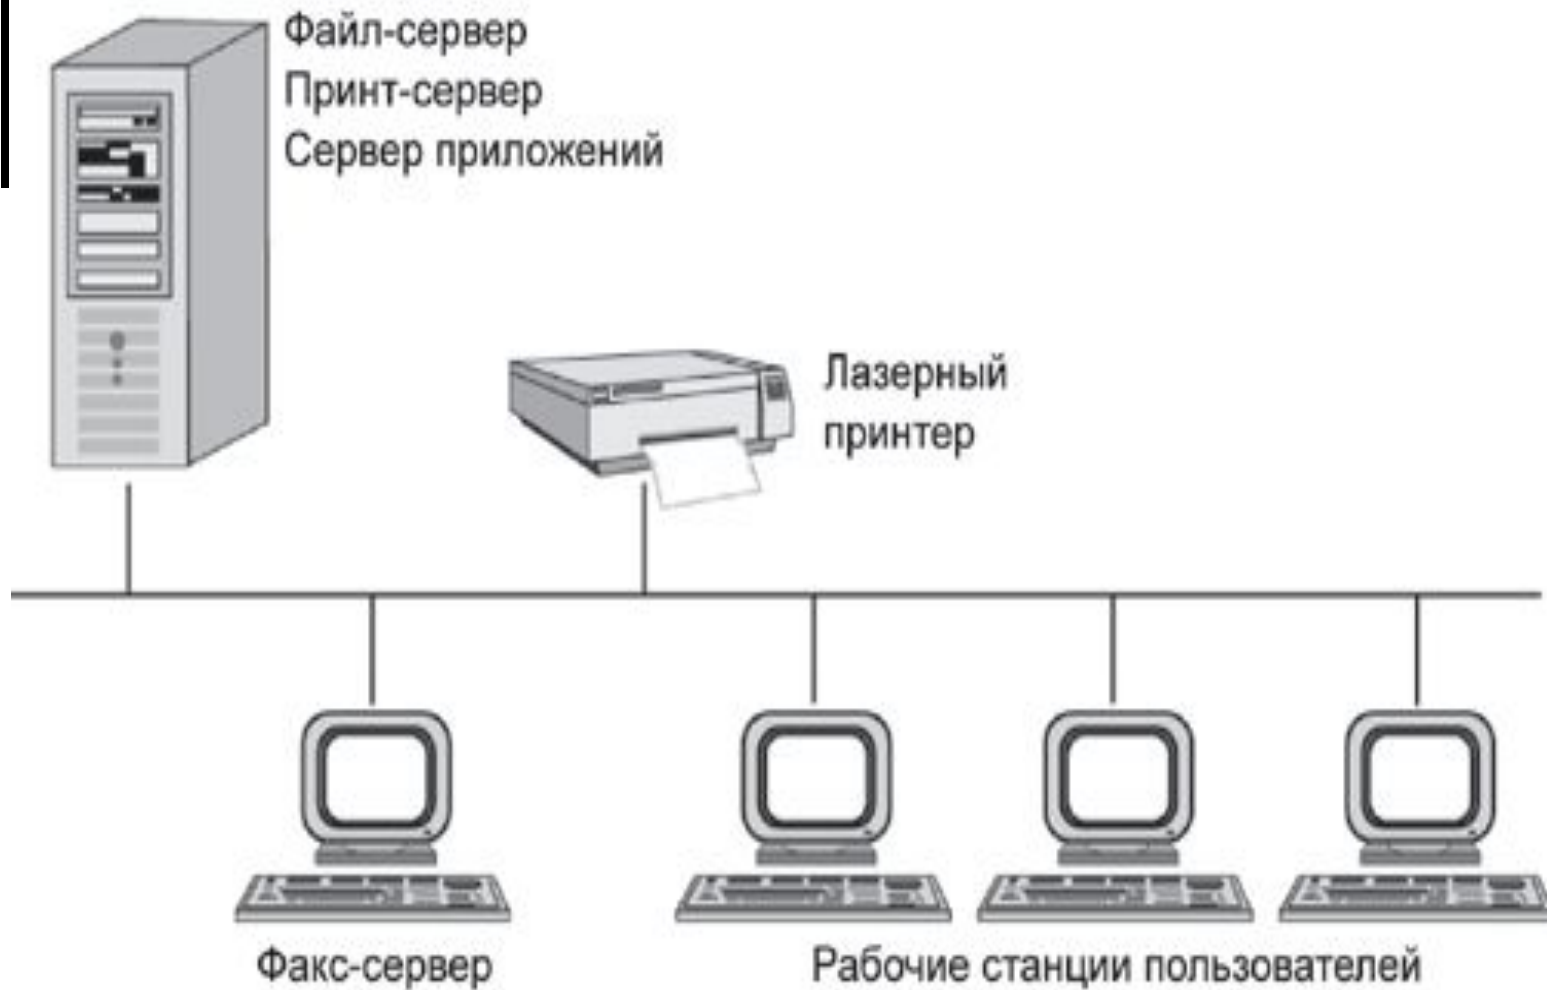 Файл-сервер
Принт-сервер
Сервер приложений
Лазерный
принтер
Факс-сервер
Рабочие станции пользователей